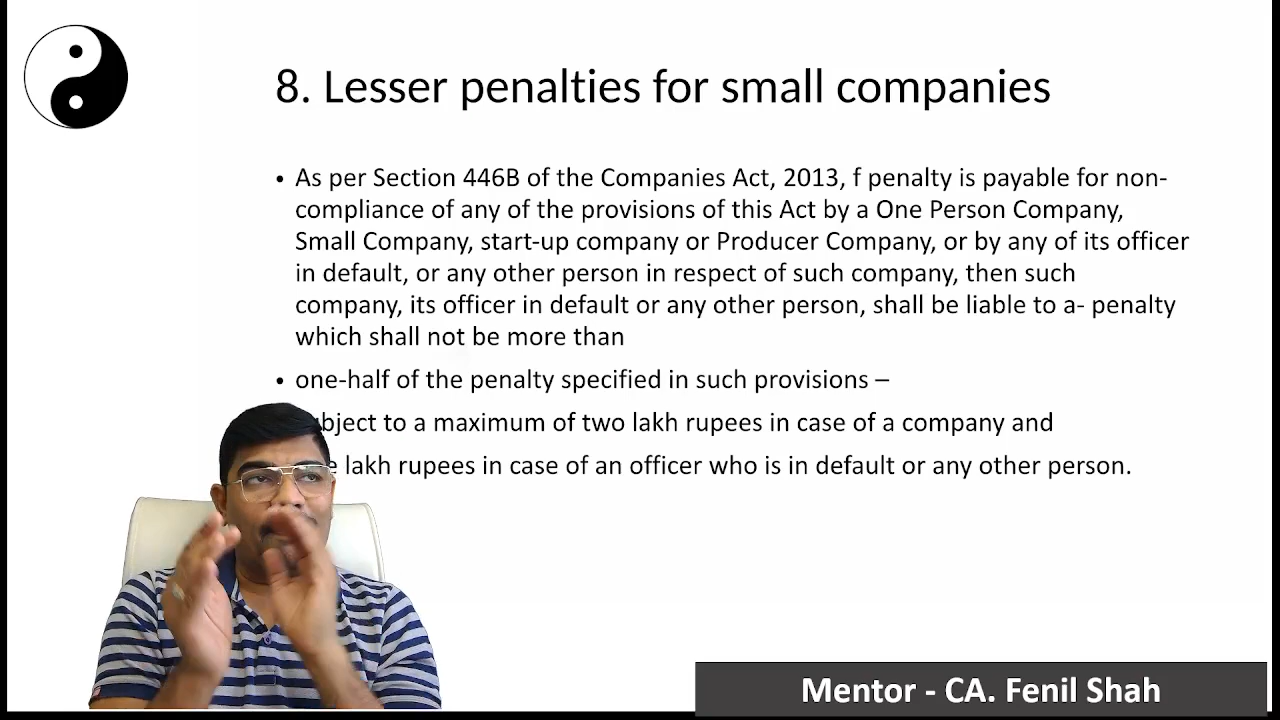 8. Lesser penalties for small companies
• As per Section 446B of the Companies Act, 2013, f penalty is payable for non-
compliance of any of the provisions of this Act by a One Person Company,
Small Company, start-up company or Producer Company, or by any of its officer
in default, or any other person in respect of such company, then such
company, its officer in default or any other person, shall be liable to a- penalty
which shall not be more than
• one-half of the penalty specified in such provisions –
to a maximum of two lakh rupees in case of a company and
lakh rupees in case of an officer who is in default or any other person.
Mentor - CA. Fenil Shah